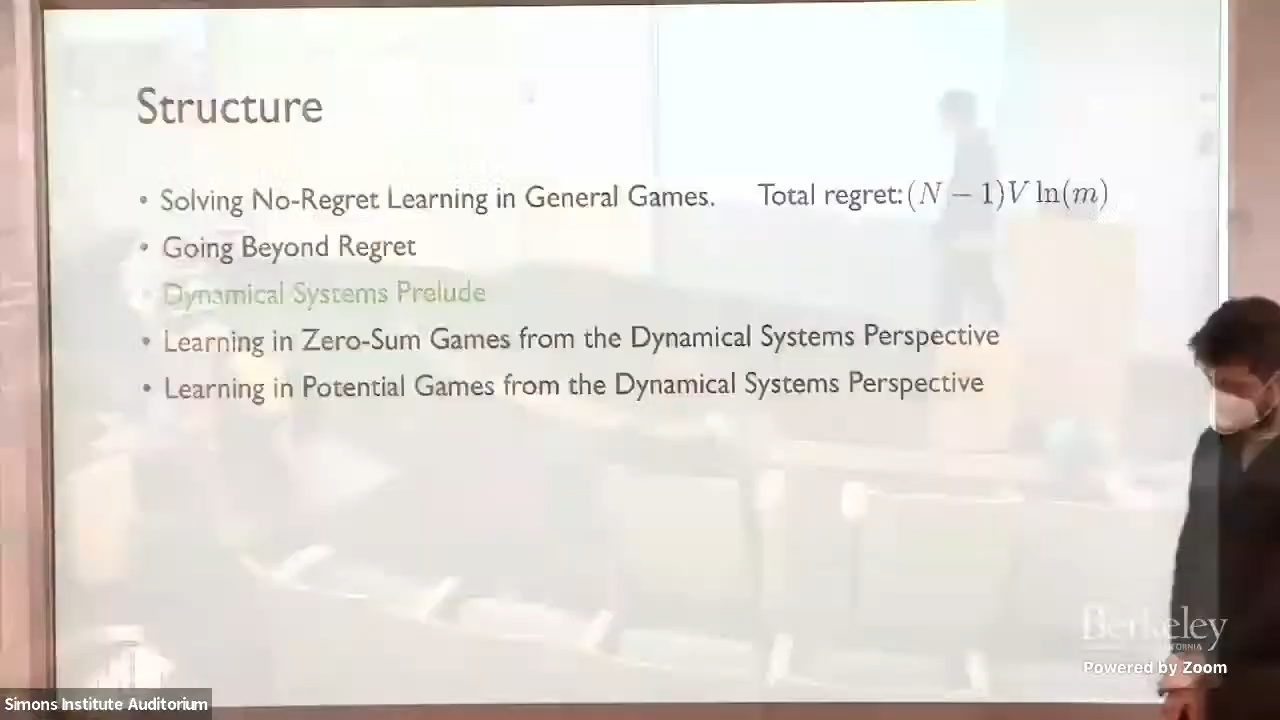 Structure
• Solving No-Regret Learning in General Games. Total regret: (N − 1)V ln(m)
• Going Beyond Regret
• Dynamical Systems Prelude
• Learning in Zero-Sum Games from the Dynamical Systems Perspective
• Learning in Potential Games from the Dynamical Systems Perspective
Berkeley
Powered by Zoom
Simons Institute Auditorium